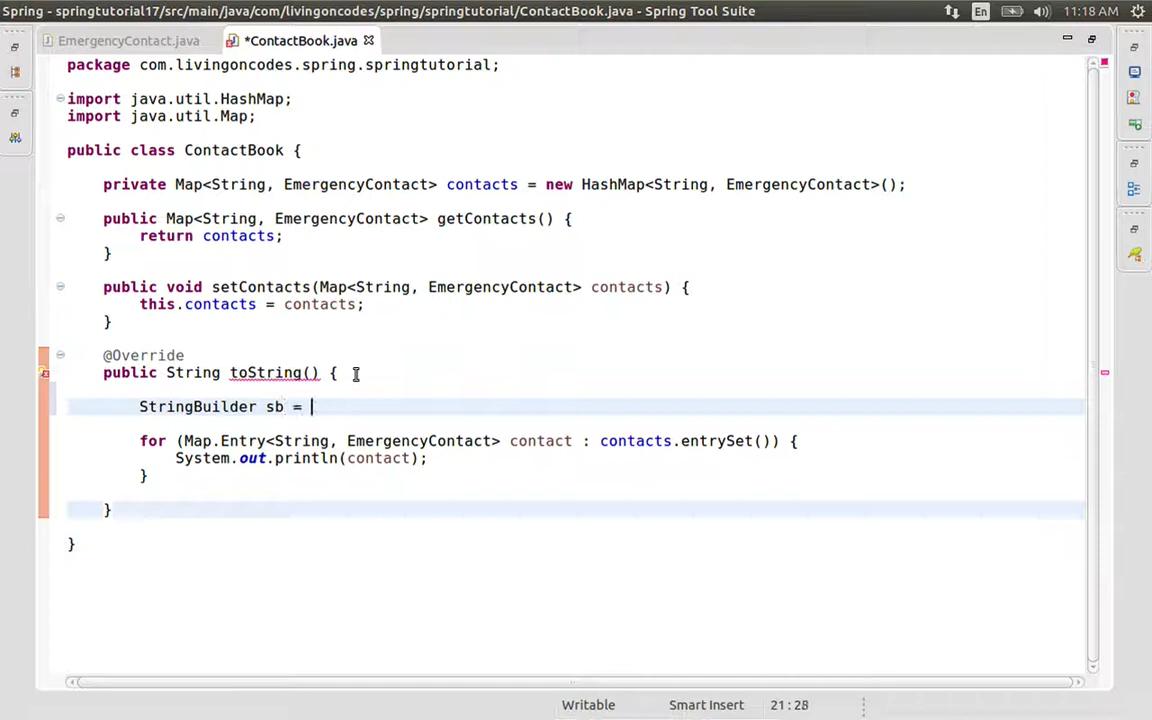 Spring - springtutorial17/src/main/java/com/livingoncodes/spring/springtutorial/ContactBook.java - Spring Tool Suite
En
11:18 AM
EmergencyContact.java
*ContactBook.java
package com.livingoncodes.spring.springtutorial;
import java.util.HashMap;
import java.util.Map;
public class ContactBook {
private Map<String, EmergencyContact> contacts = new HashMap<String, EmergencyContact>();
public Map<String, EmergencyContact> getContacts() {
return contacts;
}
public void setContacts(Map<String, EmergencyContact> contacts) {
this.contacts = contacts;
}
@Override
public String toString() {
StringBuilder sb =
for (Map.Entry<String, EmergencyContact> contact : contacts.entrySet()) {
System.out.println(contact);
}
}
}
Writable
Smart Insert
21 : 28